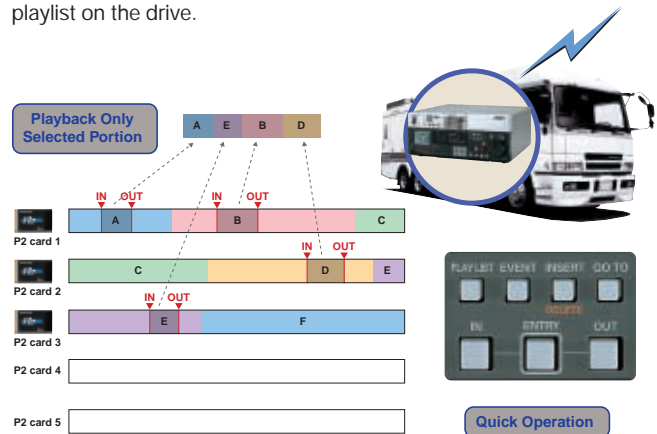 playlist on the drive.
Playback Only
Selected Portion
A E B D
IN OUT IN OUT
A B C
P2 card 1
IN OUT
C D E
P2 card 2
IN OUT
E F
P2 card 3
P2 card 4
P2 card 5
PLAYLIST EVENT INSERT GO TO
DELETE
IN ENTRY OUT
Quick Operation